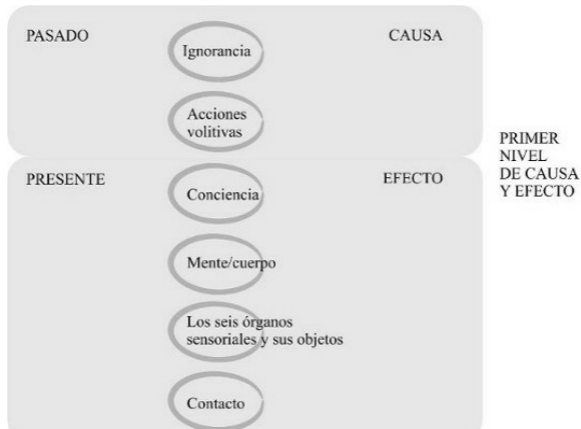 PASADO
CAUSA
Ignorancia
Acciones
volitivas
PRIMER
NIVEL
DE CAUSA
Y EFECTO
PRESENTE
EFECTO
Conciencia
Mente/cuerpo
Los seis órganos
sensoriales y sus objetos
Contacto